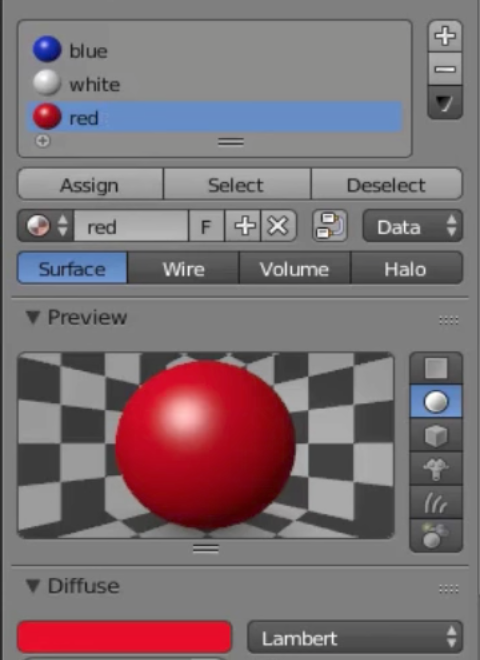 blue
white
red
Assign Select Deselect
red F Data
Surface Wire Volume Halo
Preview
Diffuse
Lambert